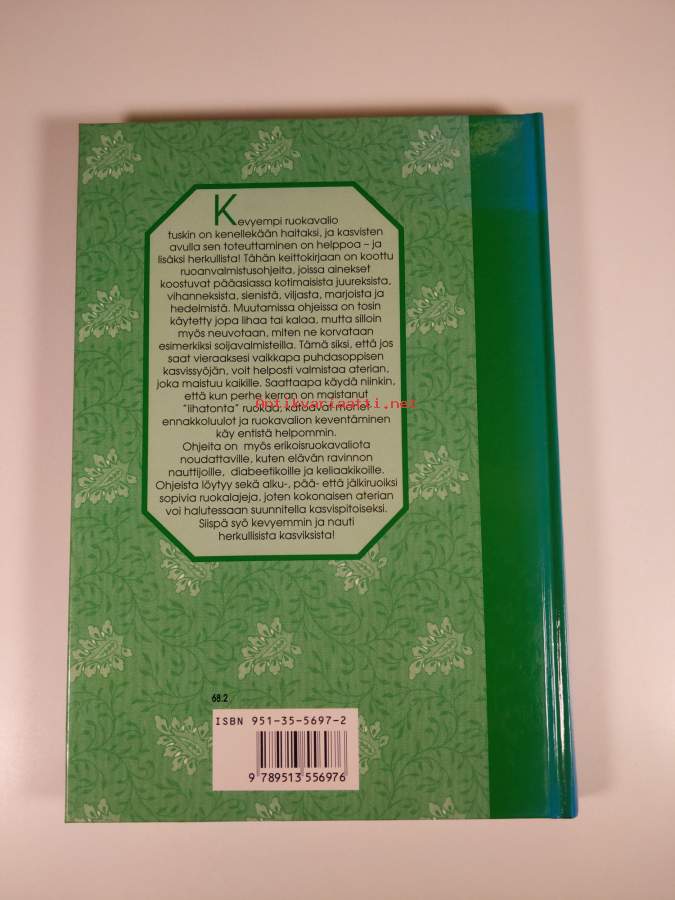 Kevyempi ruokavalio
tuskin on kenellekään haitaksi, ja kasvisten
avulla sen toteuttaminen on helppoa – ja
lisäksi herkullista! Tähän keittokirjaan on koottu
ruoanvalmistusohjeita, joissa ainekset
koostuvat pääasiassa kotimaisista juureksista,
vihanneksista, sienistä, viljasta, marjoista ja
hedelmistä. Muutamissa ohjeissa on tosin
käytetty jopa lihaa tai kalaa, mutta silloin
myös neuvotaan, miten ne korvataan
esimerkiksi soijavalmisteilla. Tämä siksi, että jos
saat vieraaksesi vaikkapa puhdasoppisen
kasvissyöjän, voit helposti valmistaa aterian,
joka maistuu kaikille. Saattaapa käydä niinkin,
että kun perhe kerran on maistanut
"lihatonta" ruokaa, katoavat monet
Antikvariaatti.net
ennakkoluulot ja ruokavalion keventäminen
käy entistä helpommin.
Ohjeita on myös erikoisruokavaliota
noudattaville, kuten elävän ravinnon
nauttijoille, diabeetikoille ja keliaakikoille.
Ohjeista löytyy sekä alku-, pää- että jälkiruoiksi
sopivia ruokalajeja, joten kokonaisen aterian
voi halutessaan suunnitella kasvispitoiseksi.
Siispä syö kevyemmin ja nauti
herkullisista kasviksista!
68.2
ISBN 951-35-5697-2
9 789513 556976